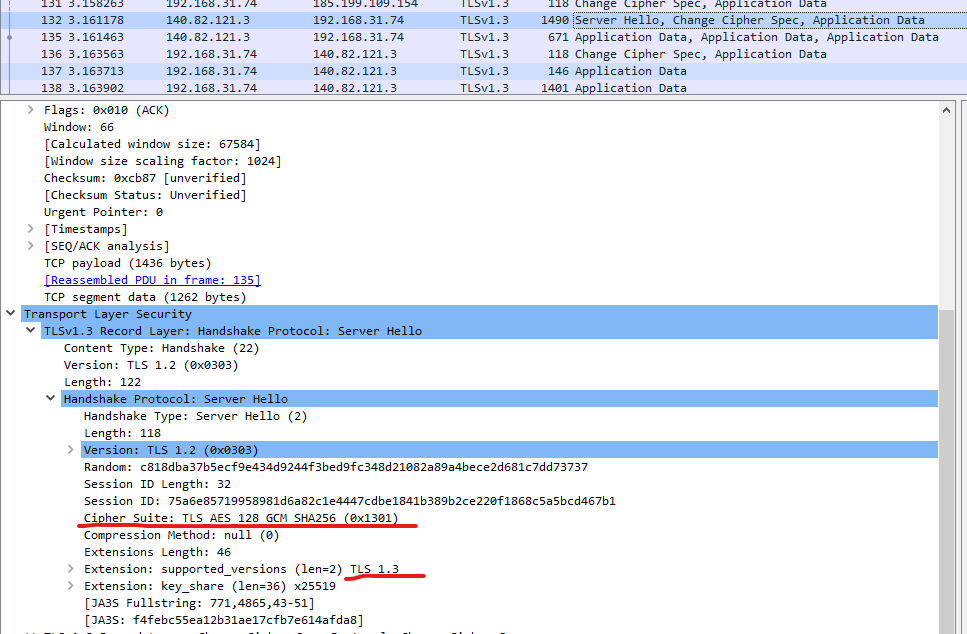 131 3.158263 192.168.31.74 185.199.109.154 TLSv1.3 118 Change Cipher Spec, Application Data
132 3.161178 140.82.121.3 192.168.31.74 TLSv1.3 1490 Server Hello, Change Cipher Spec, Application Data
135 3.161463 140.82.121.3 192.168.31.74 TLSv1.3 671 Application Data, Application Data, Application Data
136 3.163563 192.168.31.74 140.82.121.3 TLSv1.3 118 Change Cipher Spec, Application Data
137 3.163713 192.168.31.74 140.82.121.3 TLSv1.3 146 Application Data
138 3.163902 192.168.31.74 140.82.121.3 TLSv1.3 1401 Application Data
Flags: 0x010 (ACK)
Window: 66
[Calculated window size: 67584]
[Window size scaling factor: 1024]
Checksum: 0xcb87 [unverified]
[Checksum Status: Unverified]
Urgent Pointer: 0
[Timestamps]
[SEQ/ACK analysis]
TCP payload (1436 bytes)
[Reassembled PDU in frame: 135]
TCP segment data (1262 bytes)
Transport Layer Security
TLSv1.3 Record Layer: Handshake Protocol: Server Hello
Content Type: Handshake (22)
Version: TLS 1.2 (0x0303)
Length: 122
Handshake Protocol: Server Hello
Handshake Type: Server Hello (2)
Length: 118
Version: TLS 1.2 (0x0303)
Random: c818dba37b5ecf9e434d9244f3bed9fc348d21082a89a4bece2d681c7dd73737
Session ID Length: 32
Session ID: 75a6e85719958981d6a82c1e4447cdbe1841b389b2ce220f1868c5a5bcd467b1
Cipher Suite: TLS_AES_128_GCM_SHA256 (0x1301)
Compression Method: null (0)
Extensions Length: 46
Extension: supported_versions (len=2) TLS 1.3
Extension: key_share (len=36) x25519
[JA3S Fullstring: 771,4865,43-51]
[JA3S: f4febc55ea12b31ae17cfb7e614afda8]